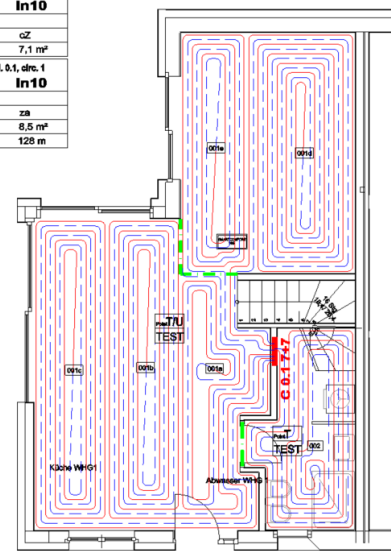 In10
cZ
7,1 m²
l. 0.1, circ. 1
In10
za
8,5 m²
128 m
001e
001d
T/U
TEST
001c
001b
001a
C 0.1 7+7
T
TEST
002
Küche WHG1
Abwasser WHG 1